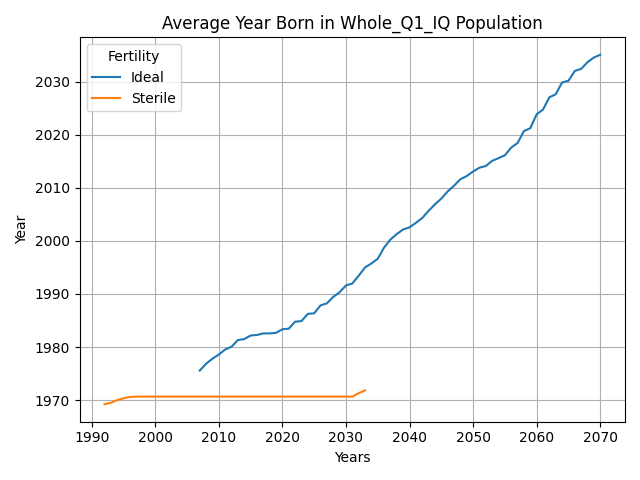 Average Year Born in Whole_Q1_IQ Population
Fertility
Ideal
Sterile
Year
2030
2020
2010
2000
1990
1980
1970
1990 2000 2010 2020 2030 2040 2050 2060 2070
Years